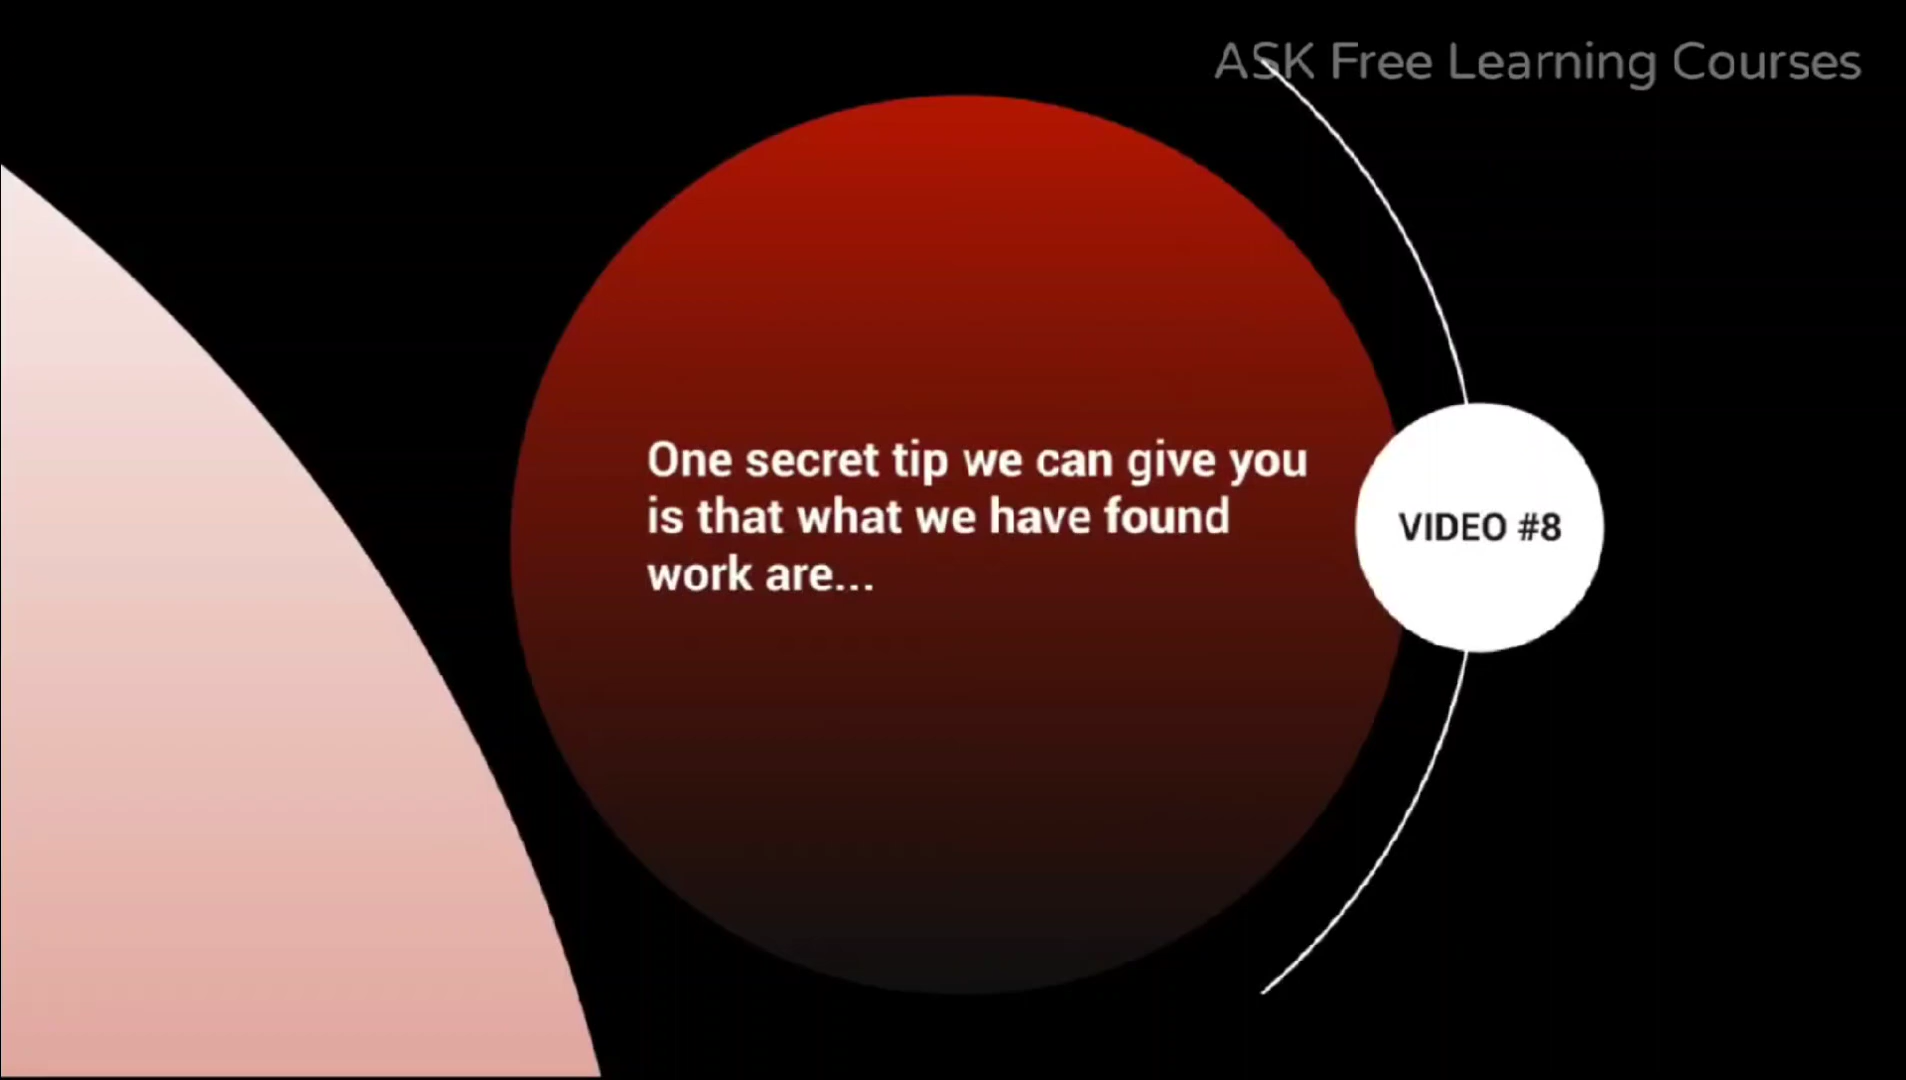 ASK Free Learning Courses
One secret tip we can give you
is that what we have found
work are...
VIDEO #8